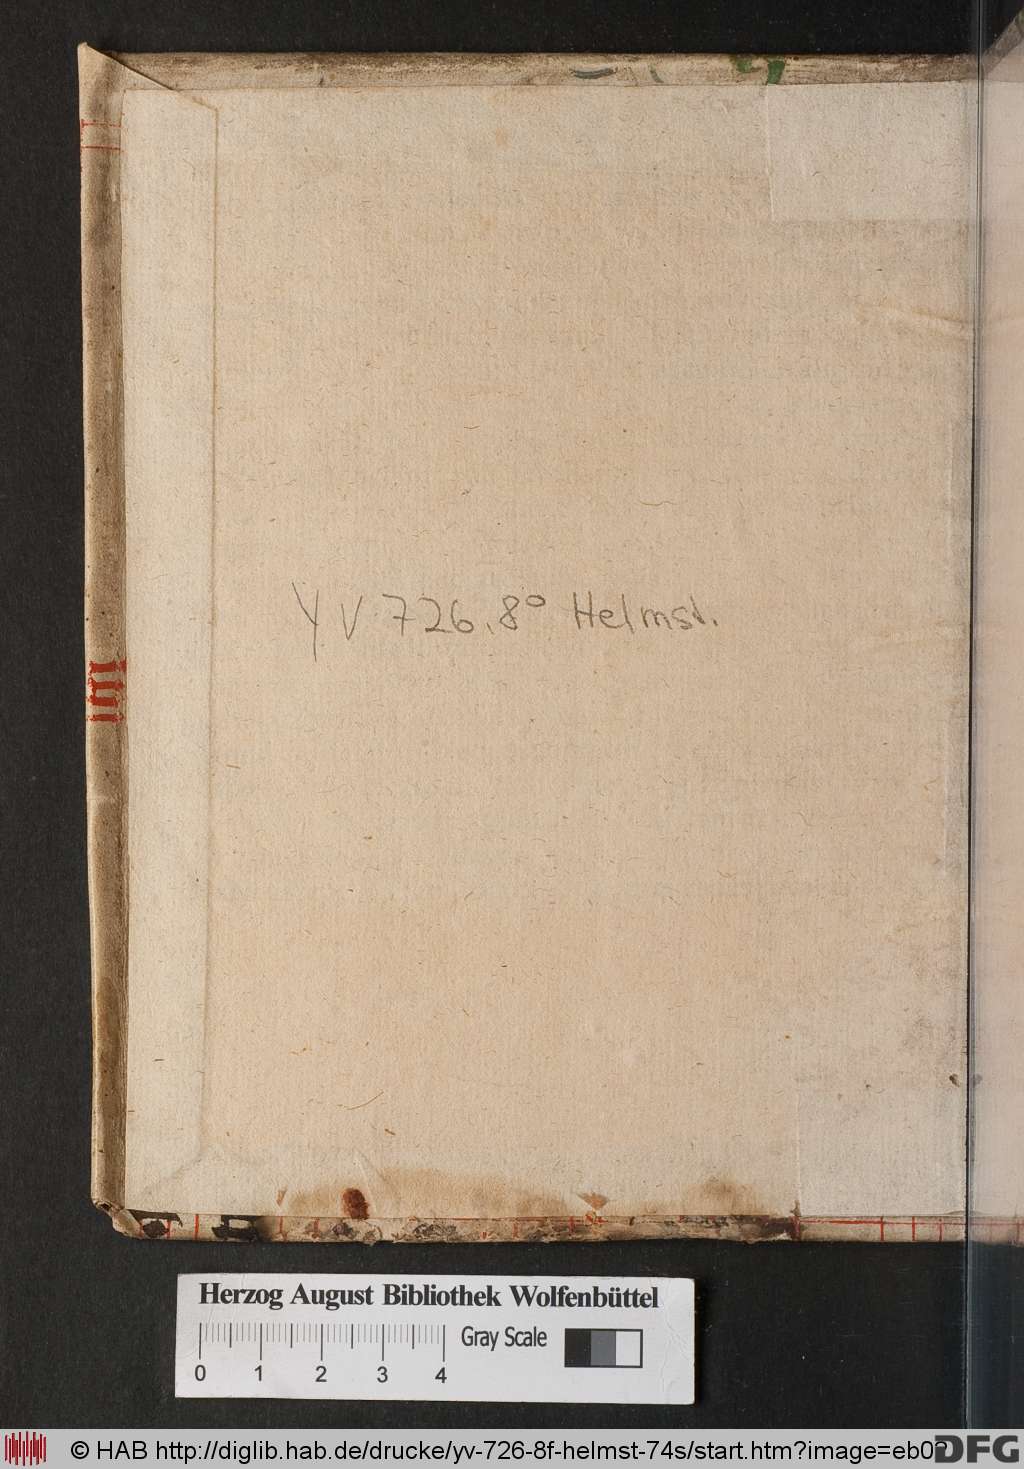 YV 726.8° Helmst.
Herzog August Bibliothek Wolfenbüttel
Gray Scale
0 1 2 3 4
© HAB http://diglib.hab.de/drucke/yv-726-8f-helmst-74s/start.htm?image=eb02
DFG